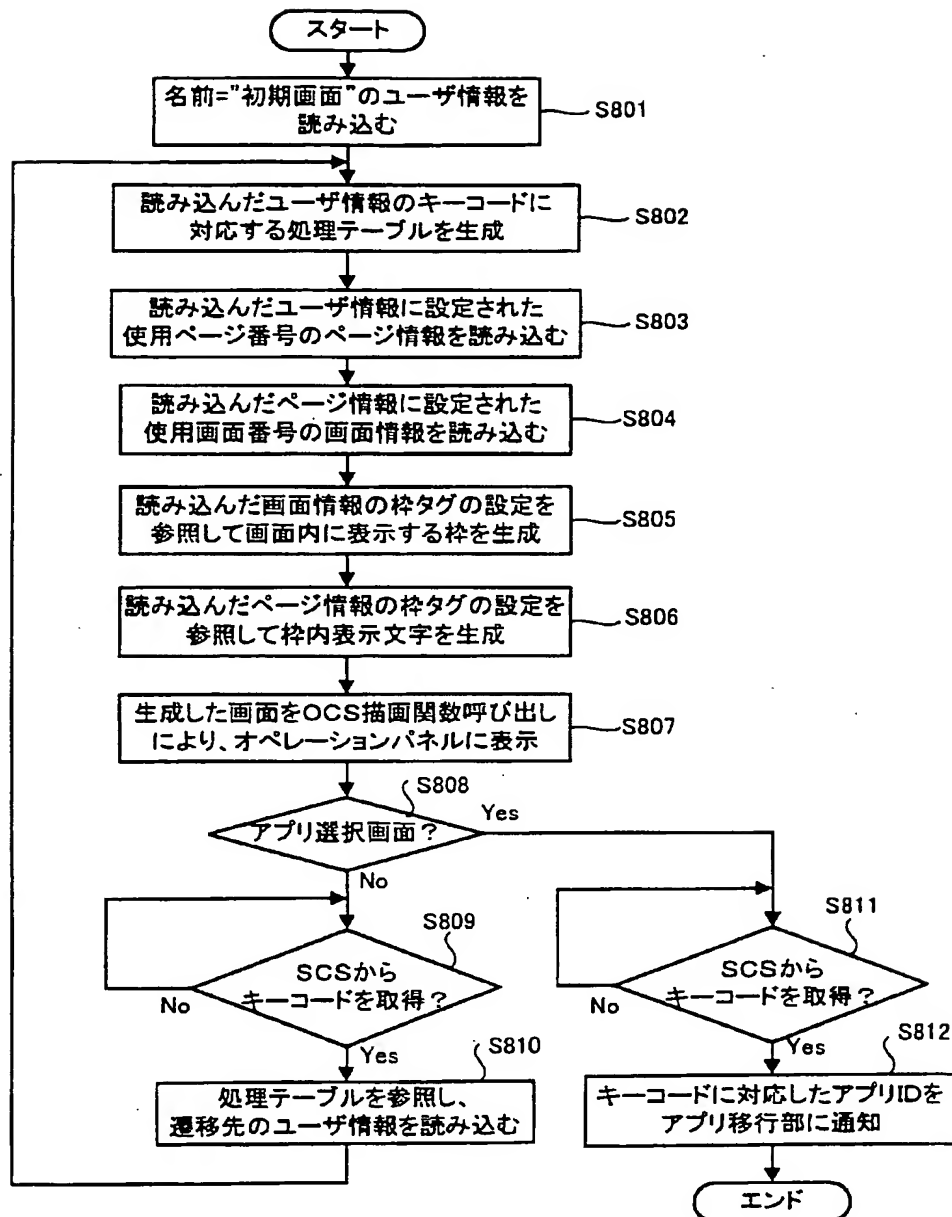 スタート
名前="初期画面"のユーザ情報を
読み込む
S801
読み込んだユーザ情報のキーコードに
対応する処理テーブルを生成
S802
読み込んだユーザ情報に設定された
使用ページ番号のページ情報を読み込む
S803
読み込んだページ情報に設定された
使用画面番号の画面情報を読み込む
S804
読み込んだ画面情報の枠タグの設定を
参照して画面内に表示する枠を生成
S805
読み込んだページ情報の枠タグの設定を
参照して枠内表示文字を生成
S806
生成した画面をOCS描画関数呼び出し
により、オペレーションパネルに表示
S807
S808
アプリ選択画面?
Yes
No
S809
SCSから
キーコードを取得?
No
Yes
S810
処理テーブルを参照し、
遷移先のユーザ情報を読み込む
S811
SCSから
キーコードを取得?
No
Yes
S812
キーコードに対応したアプリIDを
アプリ移行部に通知
エンド